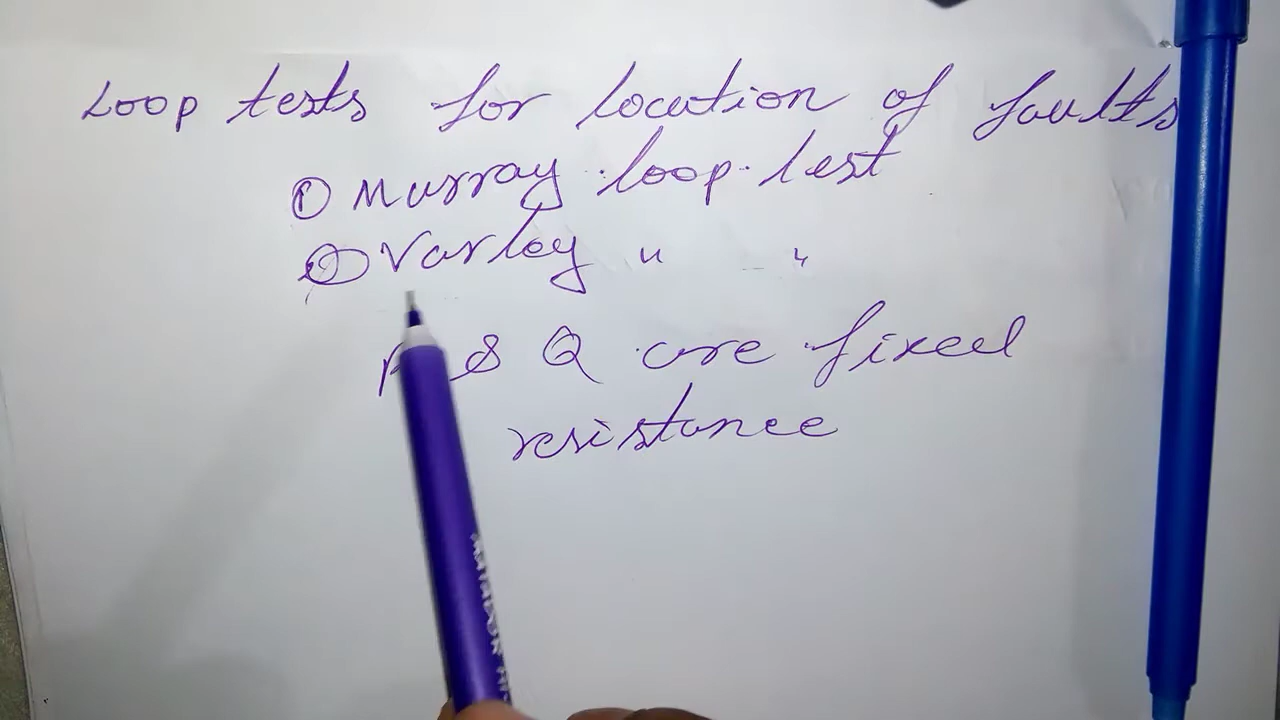 Loop tests for location of faults
① Murray loop test
② Varley " "
P & Q are fixed
resistance